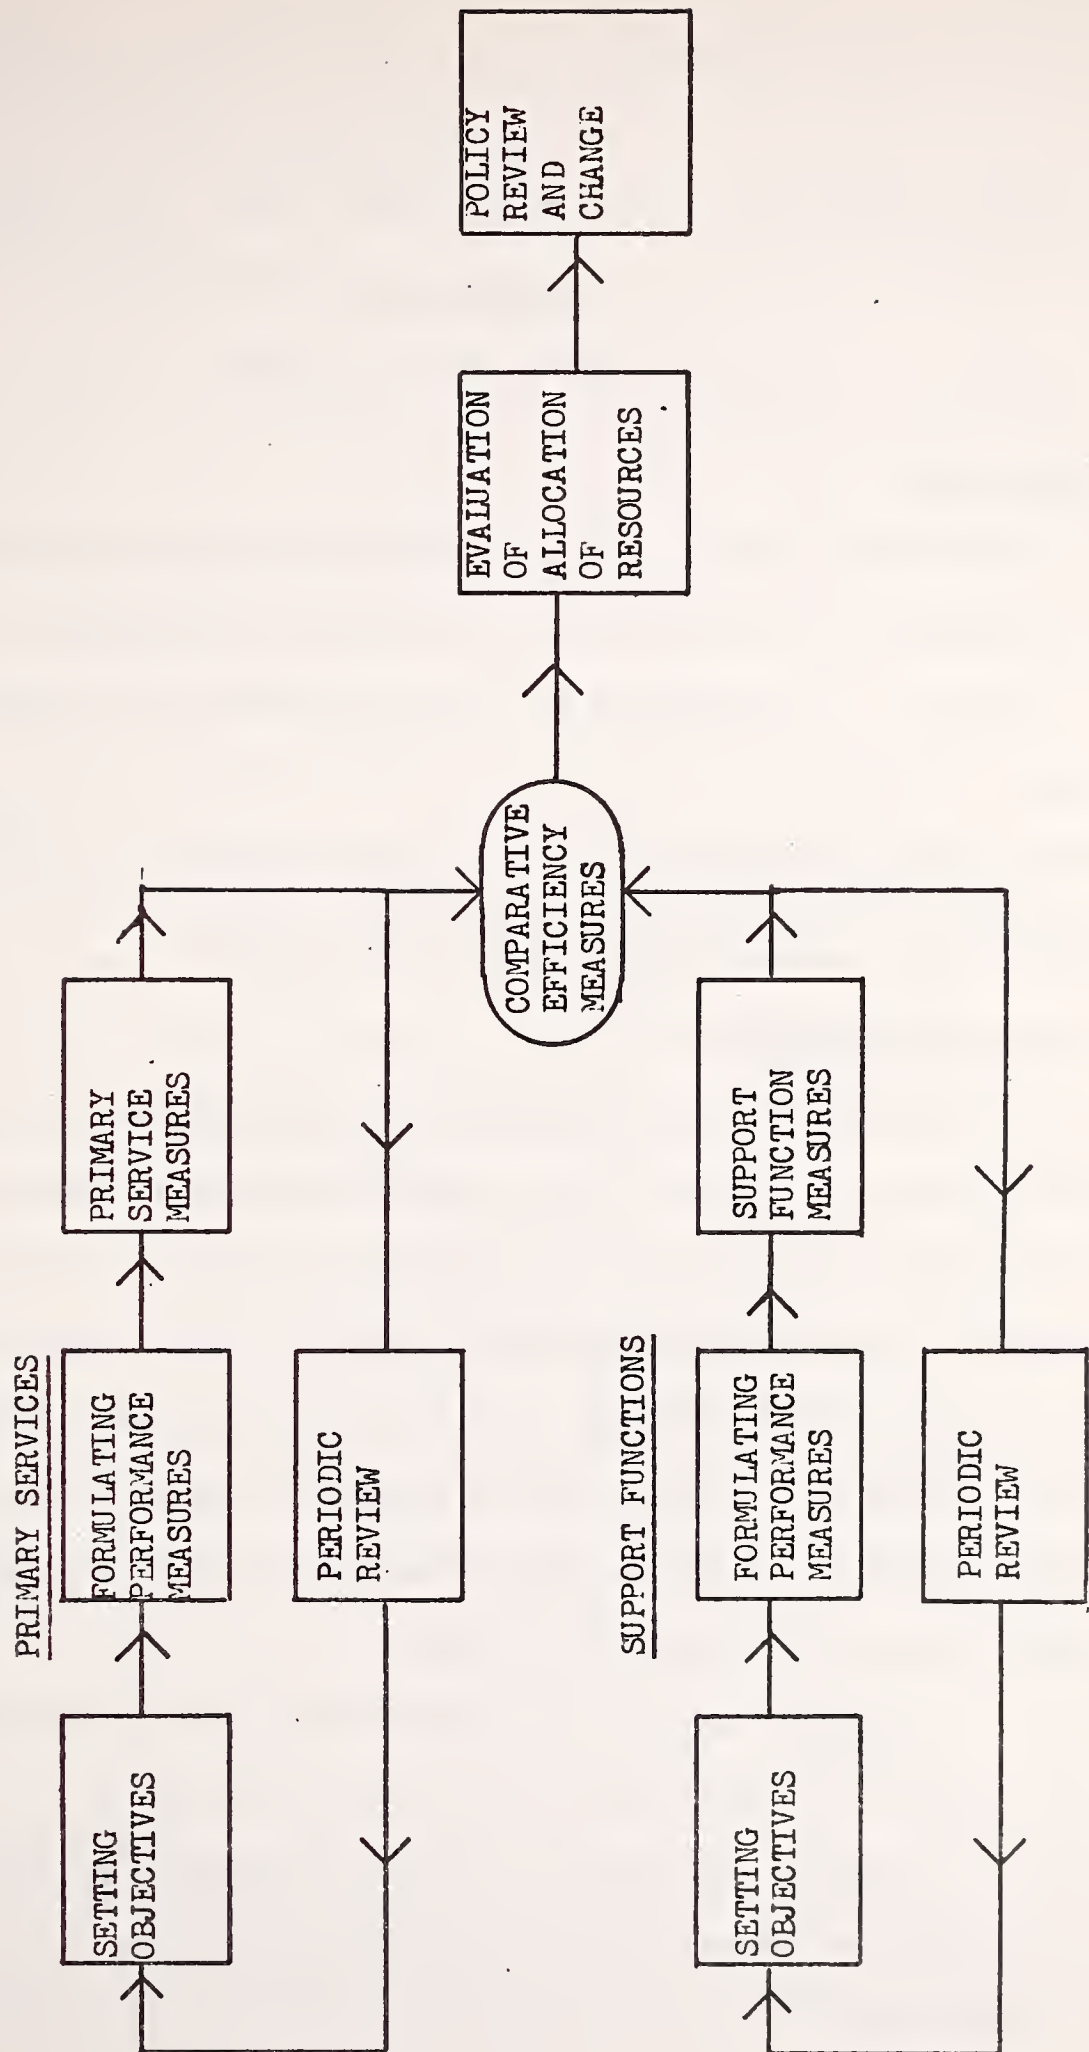 PRIMARY SERVICES
SETTING
OBJECTIVES
FORMULATING
PERFORMANCE
MEASURES
PRIMARY
SERVICE
MEASURES
PERIODIC
REVIEW
COMPARATIVE
EFFICIENCY
MEASURES
EVALUATION
OF
ALLOCATION
OF
RESOURCES
POLICY
REVIEW
AND
CHANGE
SUPPORT FUNCTIONS
SETTING
OBJECTIVES
FORMULATING
PERFORMANCE
MEASURES
SUPPORT
FUNCTION
MEASURES
PERIODIC
REVIEW